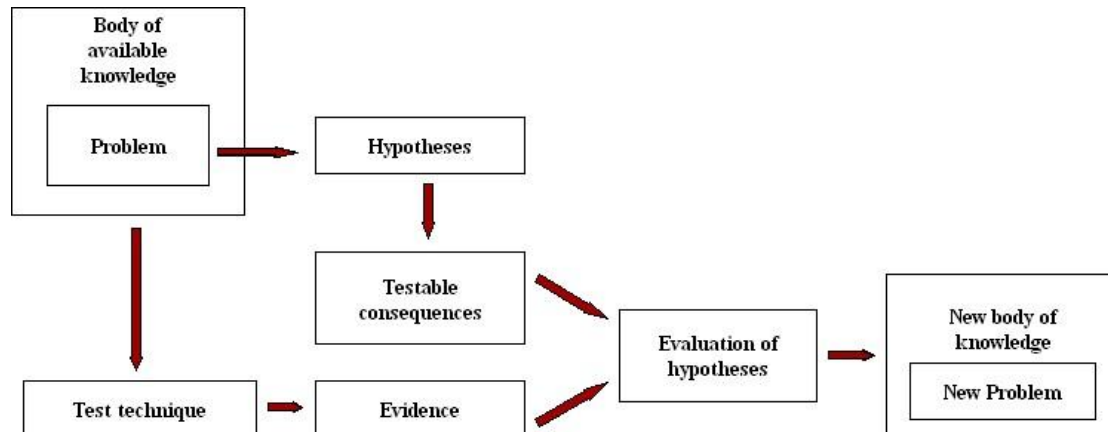 Body of
available
knowledge
Problem
Hypotheses
Testable
consequences
Test technique
Evidence
Evaluation of
hypotheses
New body of
knowledge
New Problem